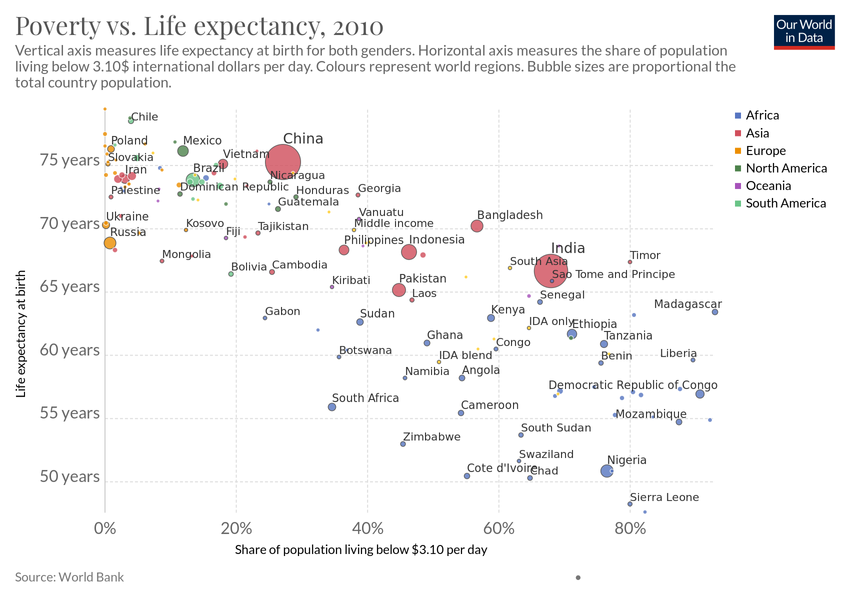 Poverty vs. Life expectancy, 2010
Our World
in Data
Vertical axis measures life expectancy at birth for both genders. Horizontal axis measures the share of population
living below 3.10$ international dollars per day. Colours represent world regions. Bubble sizes are proportional the
total country population.
Africa
Asia
Europe
North America
Oceania
South America
Life expectancy at birth
75 years
70 years
65 years
60 years
55 years
50 years
Chile
Poland
Mexico
China
Slovakia
Vietnam
Iran
Brazil
Nicaragua
Palestine
Dominican Republic
Honduras
Georgia
Guatemala
Ukraine
Kosovo
Vanuatu
Middle income
Bangladesh
Russia
Fiji
Tajikistan
Philippines
Indonesia
India
Mongolia
Bolivia
Cambodia
South Asia
Timor
Sao Tome and Principe
Kiribati
Pakistan
Laos
Senegal
Madagascar
Gabon
Sudan
Kenya
IDA only
Ethiopia
Ghana
Congo
Tanzania
Botswana
IDA blend
Benin
Liberia
Namibia
Angola
Democratic Republic of Congo
South Africa
Cameroon
Mozambique
Zimbabwe
South Sudan
Swaziland
Cote d'Ivoire
Chad
Nigeria
Sierra Leone
0%
20%
40%
60%
80%
Share of population living below $3.10 per day
Source: World Bank